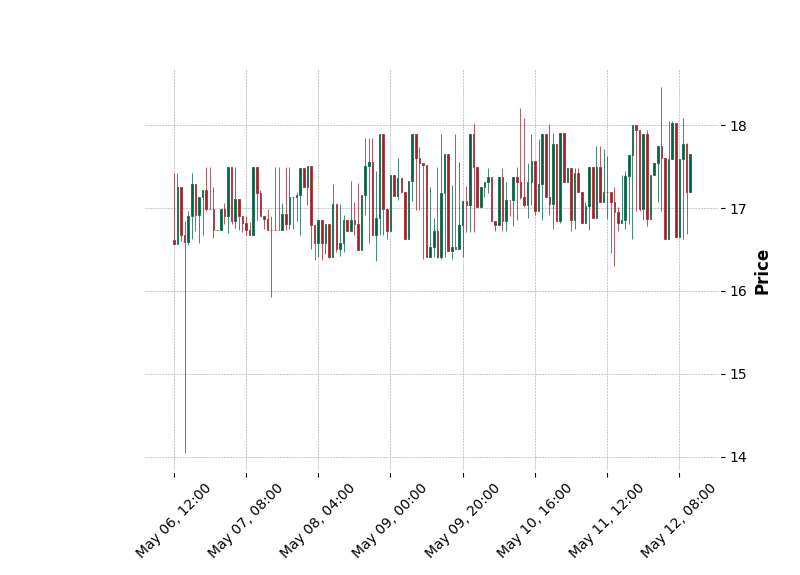 18
17
16
15
14
Price
May 06, 12:00
May 07, 08:00
May 08, 04:00
May 09, 00:00
May 09, 20:00
May 10, 16:00
May 11, 12:00
May 12, 08:00